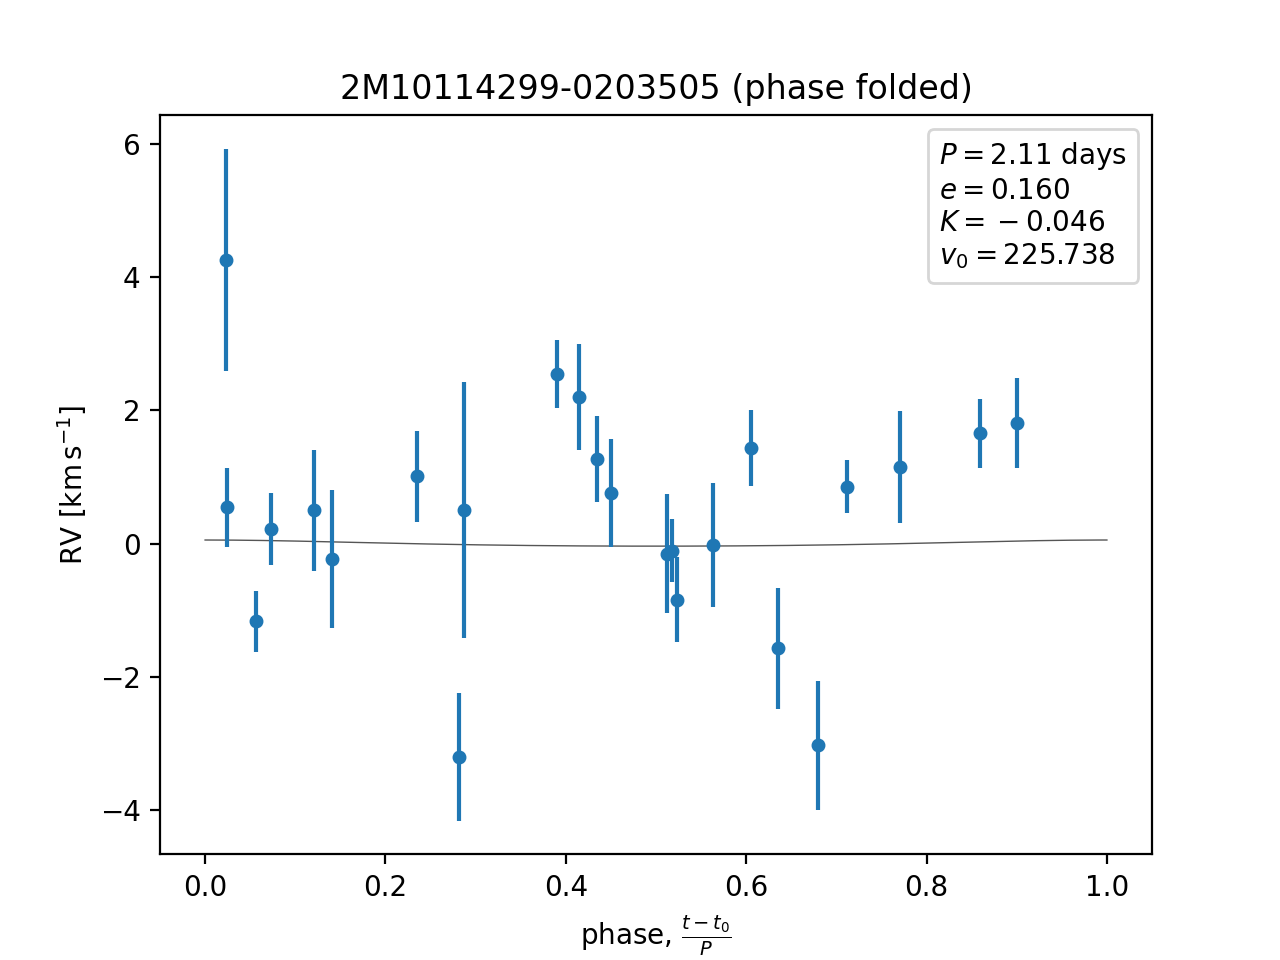 2M10114299-0203505 (phase folded)
P = 2.11 days
e = 0.160
K = −0.046
v₀ = 225.738
RV [km s⁻¹]
6
4
2
0
−2
−4
0.0 0.2 0.4 0.6 0.8 1.0
phase, (t − t₀)/P